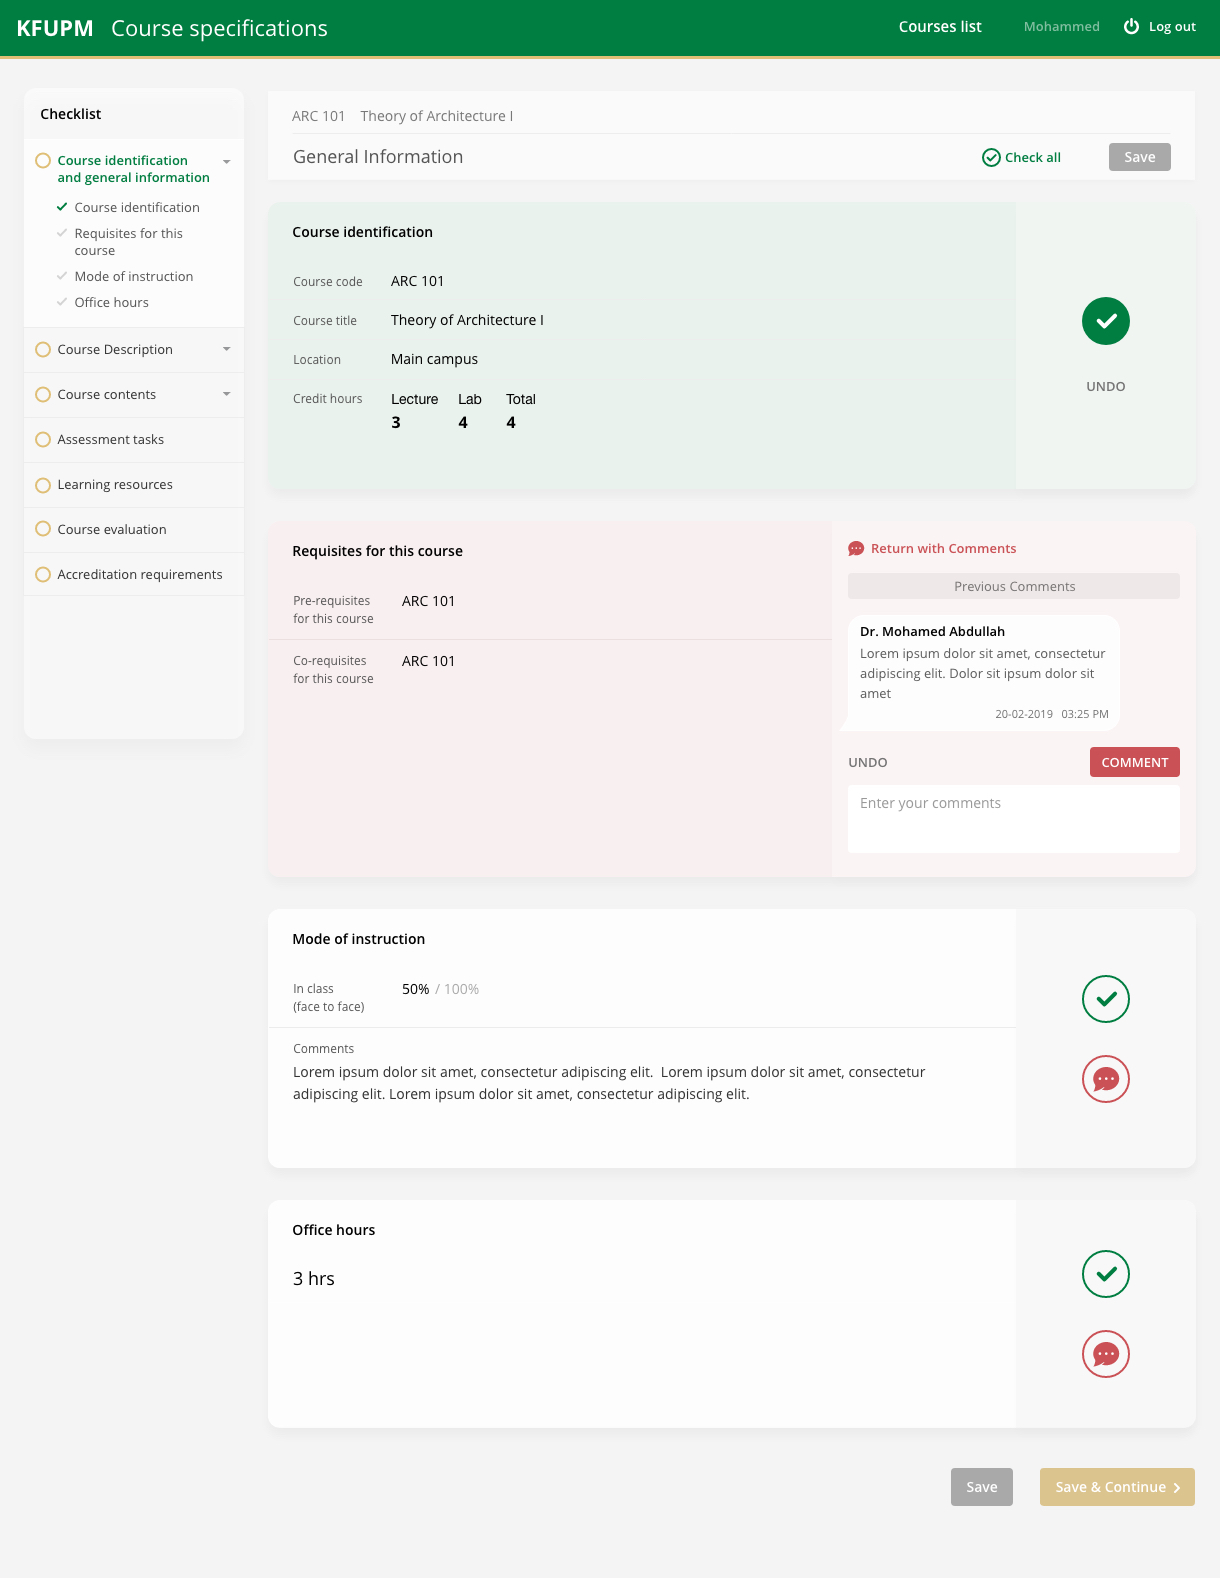 KFUPM Course specifications
Courses list
Mohammed
Log out
Checklist
Course identification
and general information
Course identification
Requisites for this
course
Mode of instruction
Office hours
Course Description
Course contents
Assessment tasks
Learning resources
Course evaluation
Accreditation requirements
ARC 101 Theory of Architecture I
General Information
Check all
Save
Course identification
Course code ARC 101
Course title Theory of Architecture I
Location Main campus
Credit hours Lecture Lab Total
3 4 4
UNDO
Requisites for this course
Pre-requisites ARC 101
for this course
Co-requisites ARC 101
for this course
Return with Comments
Previous Comments
Dr. Mohamed Abdullah
Lorem ipsum dolor sit amet, consectetur
adipiscing elit. Dolor sit ipsum dolor sit
amet
20-02-2019 03:25 PM
UNDO
COMMENT
Enter your comments
Mode of instruction
In class 50% / 100%
(face to face)
Comments
Lorem ipsum dolor sit amet, consectetur adipiscing elit. Lorem ipsum dolor sit amet, consectetur
adipiscing elit. Lorem ipsum dolor sit amet, consectetur adipiscing elit.
Office hours
3 hrs
Save
Save & Continue